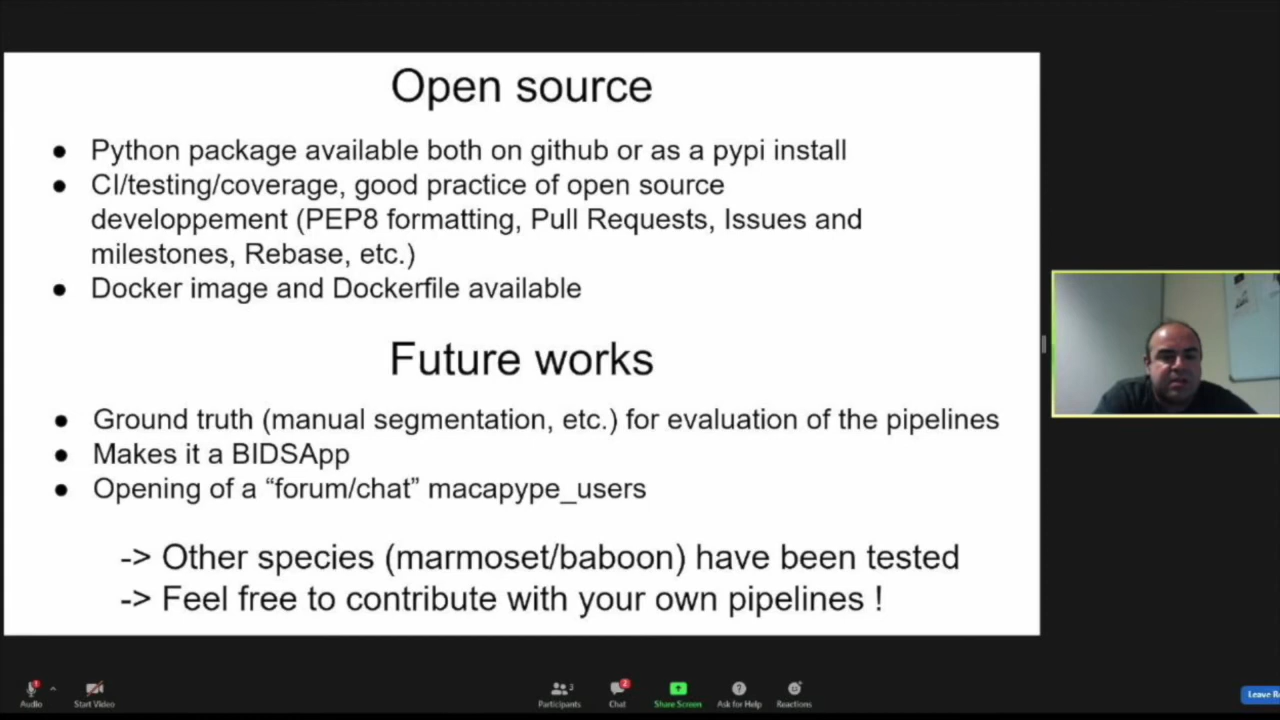 Open source
● Python package available both on github or as a pypi install
● CI/testing/coverage, good practice of open source
developpement (PEP8 formatting, Pull Requests, Issues and
milestones, Rebase, etc.)
● Docker image and Dockerfile available
Future works
● Ground truth (manual segmentation, etc.) for evaluation of the pipelines
● Makes it a BIDSApp
● Opening of a “forum/chat” macapype_users
-> Other species (marmoset/baboon) have been tested
-> Feel free to contribute with your own pipelines !
Audio
Start Video
Participants
3
Chat
2
Share Screen
Ask for Help
Reactions
Leave